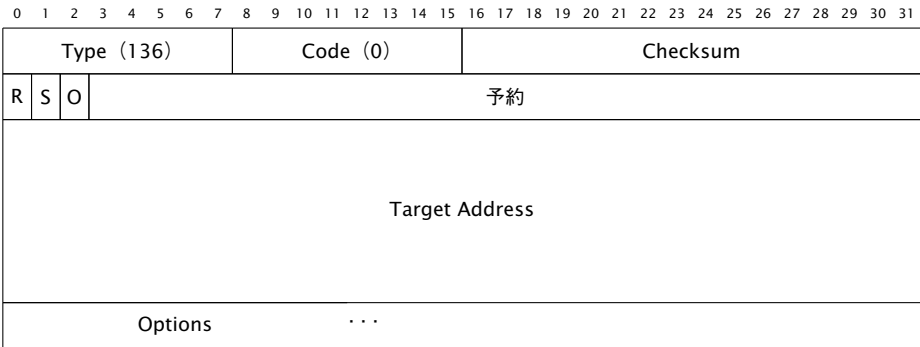 0 1 2 3 4 5 6 7 8 9 10 11 12 13 14 15 16 17 18 19 20 21 22 23 24 25 26 27 28 29 30 31
Type（136） Code（0） Checksum
R S O 予約
Target Address
Options ・・・